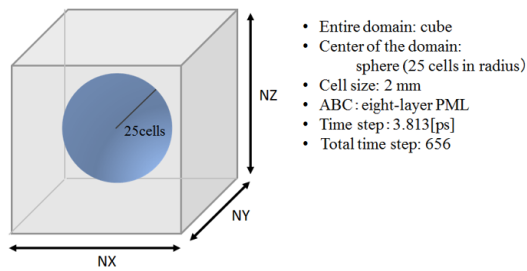 25cells
NZ
NY
NX
• Entire domain: cube
• Center of the domain:
sphere (25 cells in radius)
• Cell size: 2 mm
• ABC : eight-layer PML
• Time step : 3.813[ps]
• Total time step: 656